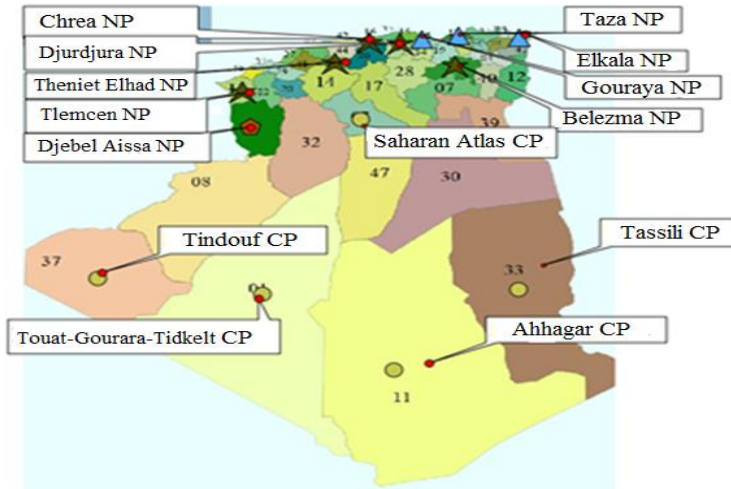 Chrea NP
Taza NP
Djurdjura NP
Elkala NP
Theniet Elhad NP
Gouraya NP
Tlemcen NP
Belezma NP
Djebel Aissa NP
Saharan Atlas CP
14
17
28
07
40
12
39
32
08
47
30
Tindouf CP
Tassili CP
37
33
Touat-Gourara-Tidkelt CP
Ahhagar CP
11